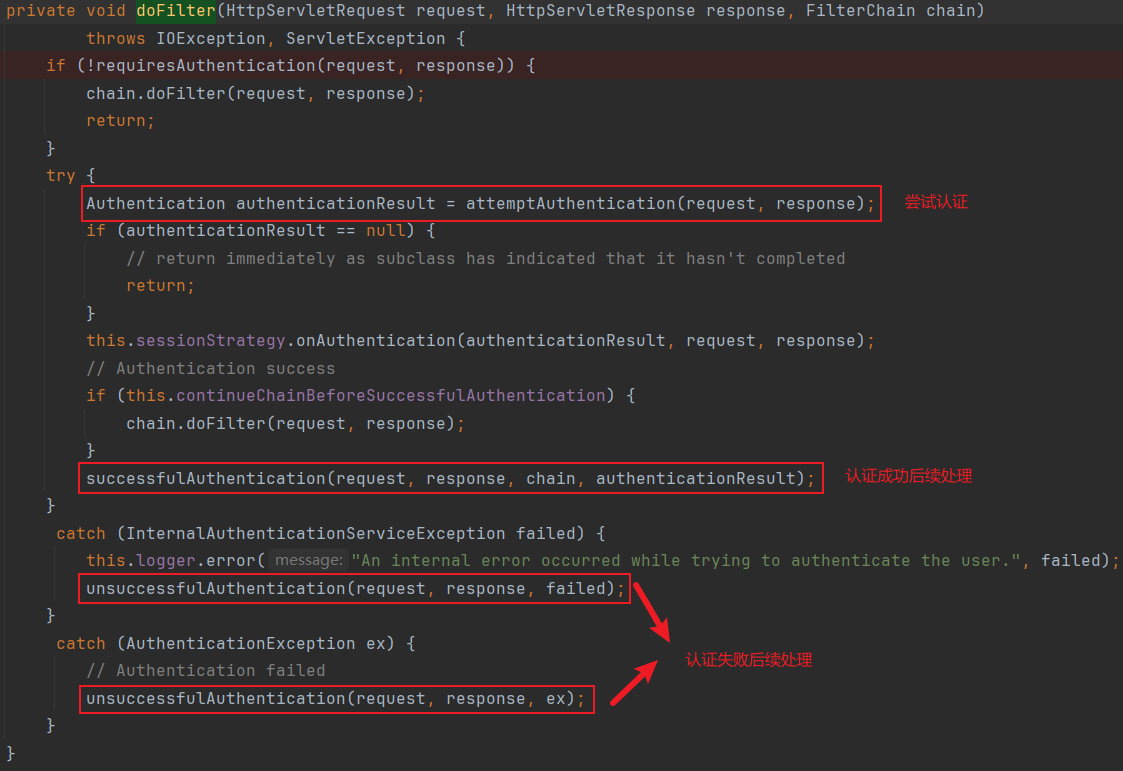 private void doFilter(HttpServletRequest request, HttpServletResponse response, FilterChain chain)
throws IOException, ServletException {
if (!requiresAuthentication(request, response)) {
chain.doFilter(request, response);
return;
}
try {
Authentication authenticationResult = attemptAuthentication(request, response); 尝试认证
if (authenticationResult == null) {
// return immediately as subclass has indicated that it hasn't completed
return;
}
this.sessionStrategy.onAuthentication(authenticationResult, request, response);
// Authentication success
if (this.continueChainBeforeSuccessfulAuthentication) {
chain.doFilter(request, response);
}
successfulAuthentication(request, response, chain, authenticationResult); 认证成功后续处理
}
catch (InternalAuthenticationServiceException failed) {
this.logger.error( message: "An internal error occurred while trying to authenticate the user.", failed);
unsuccessfulAuthentication(request, response, failed);
}
catch (AuthenticationException ex) {
认证失败后续处理
// Authentication failed
unsuccessfulAuthentication(request, response, ex);
}
}